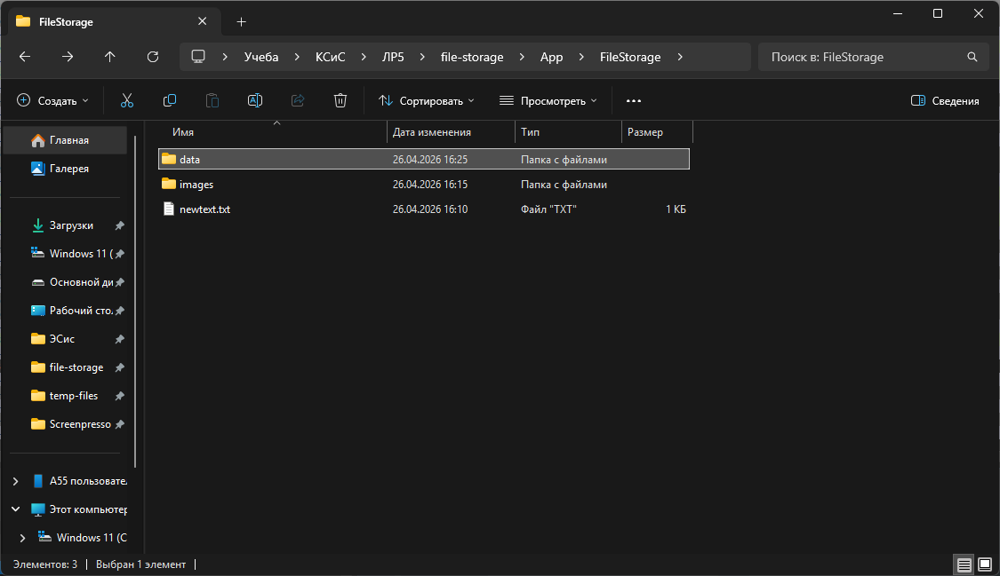 FileStorage
Учеба
КСиС
ЛР5
file-storage
App
FileStorage
Поиск в: FileStorage
Создать
Сортировать
Просмотреть
Сведения
Главная
Галерея
Загрузки
Windows 11 (
Основной ди
Рабочий сто
ЭСис
file-storage
temp-files
Screenpresso
A55 пользовател
Этот компьютер
Windows 11 (C
Имя
Дата изменения
Тип
Размер
data
26.04.2026 16:25
Папка с файлами
images
26.04.2026 16:15
Папка с файлами
newtext.txt
26.04.2026 16:10
Файл "TXT"
1 КБ
Элементов: 3
Выбран 1 элемент